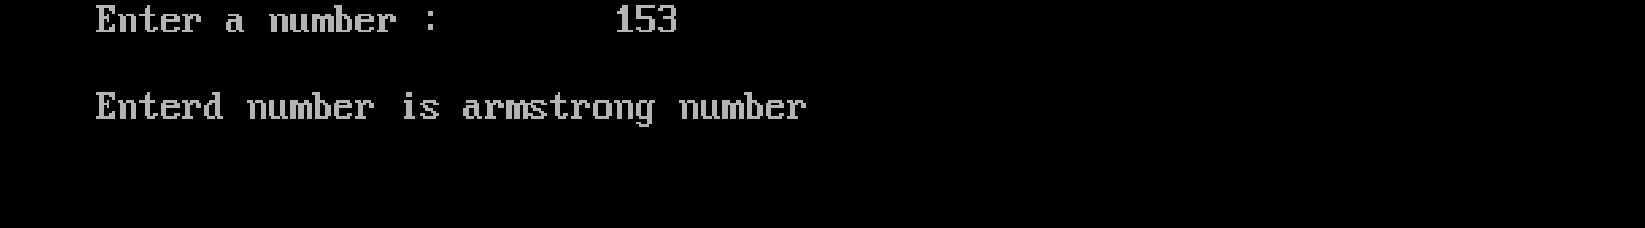 Enter a number : 153
Enterd number is armstrong number